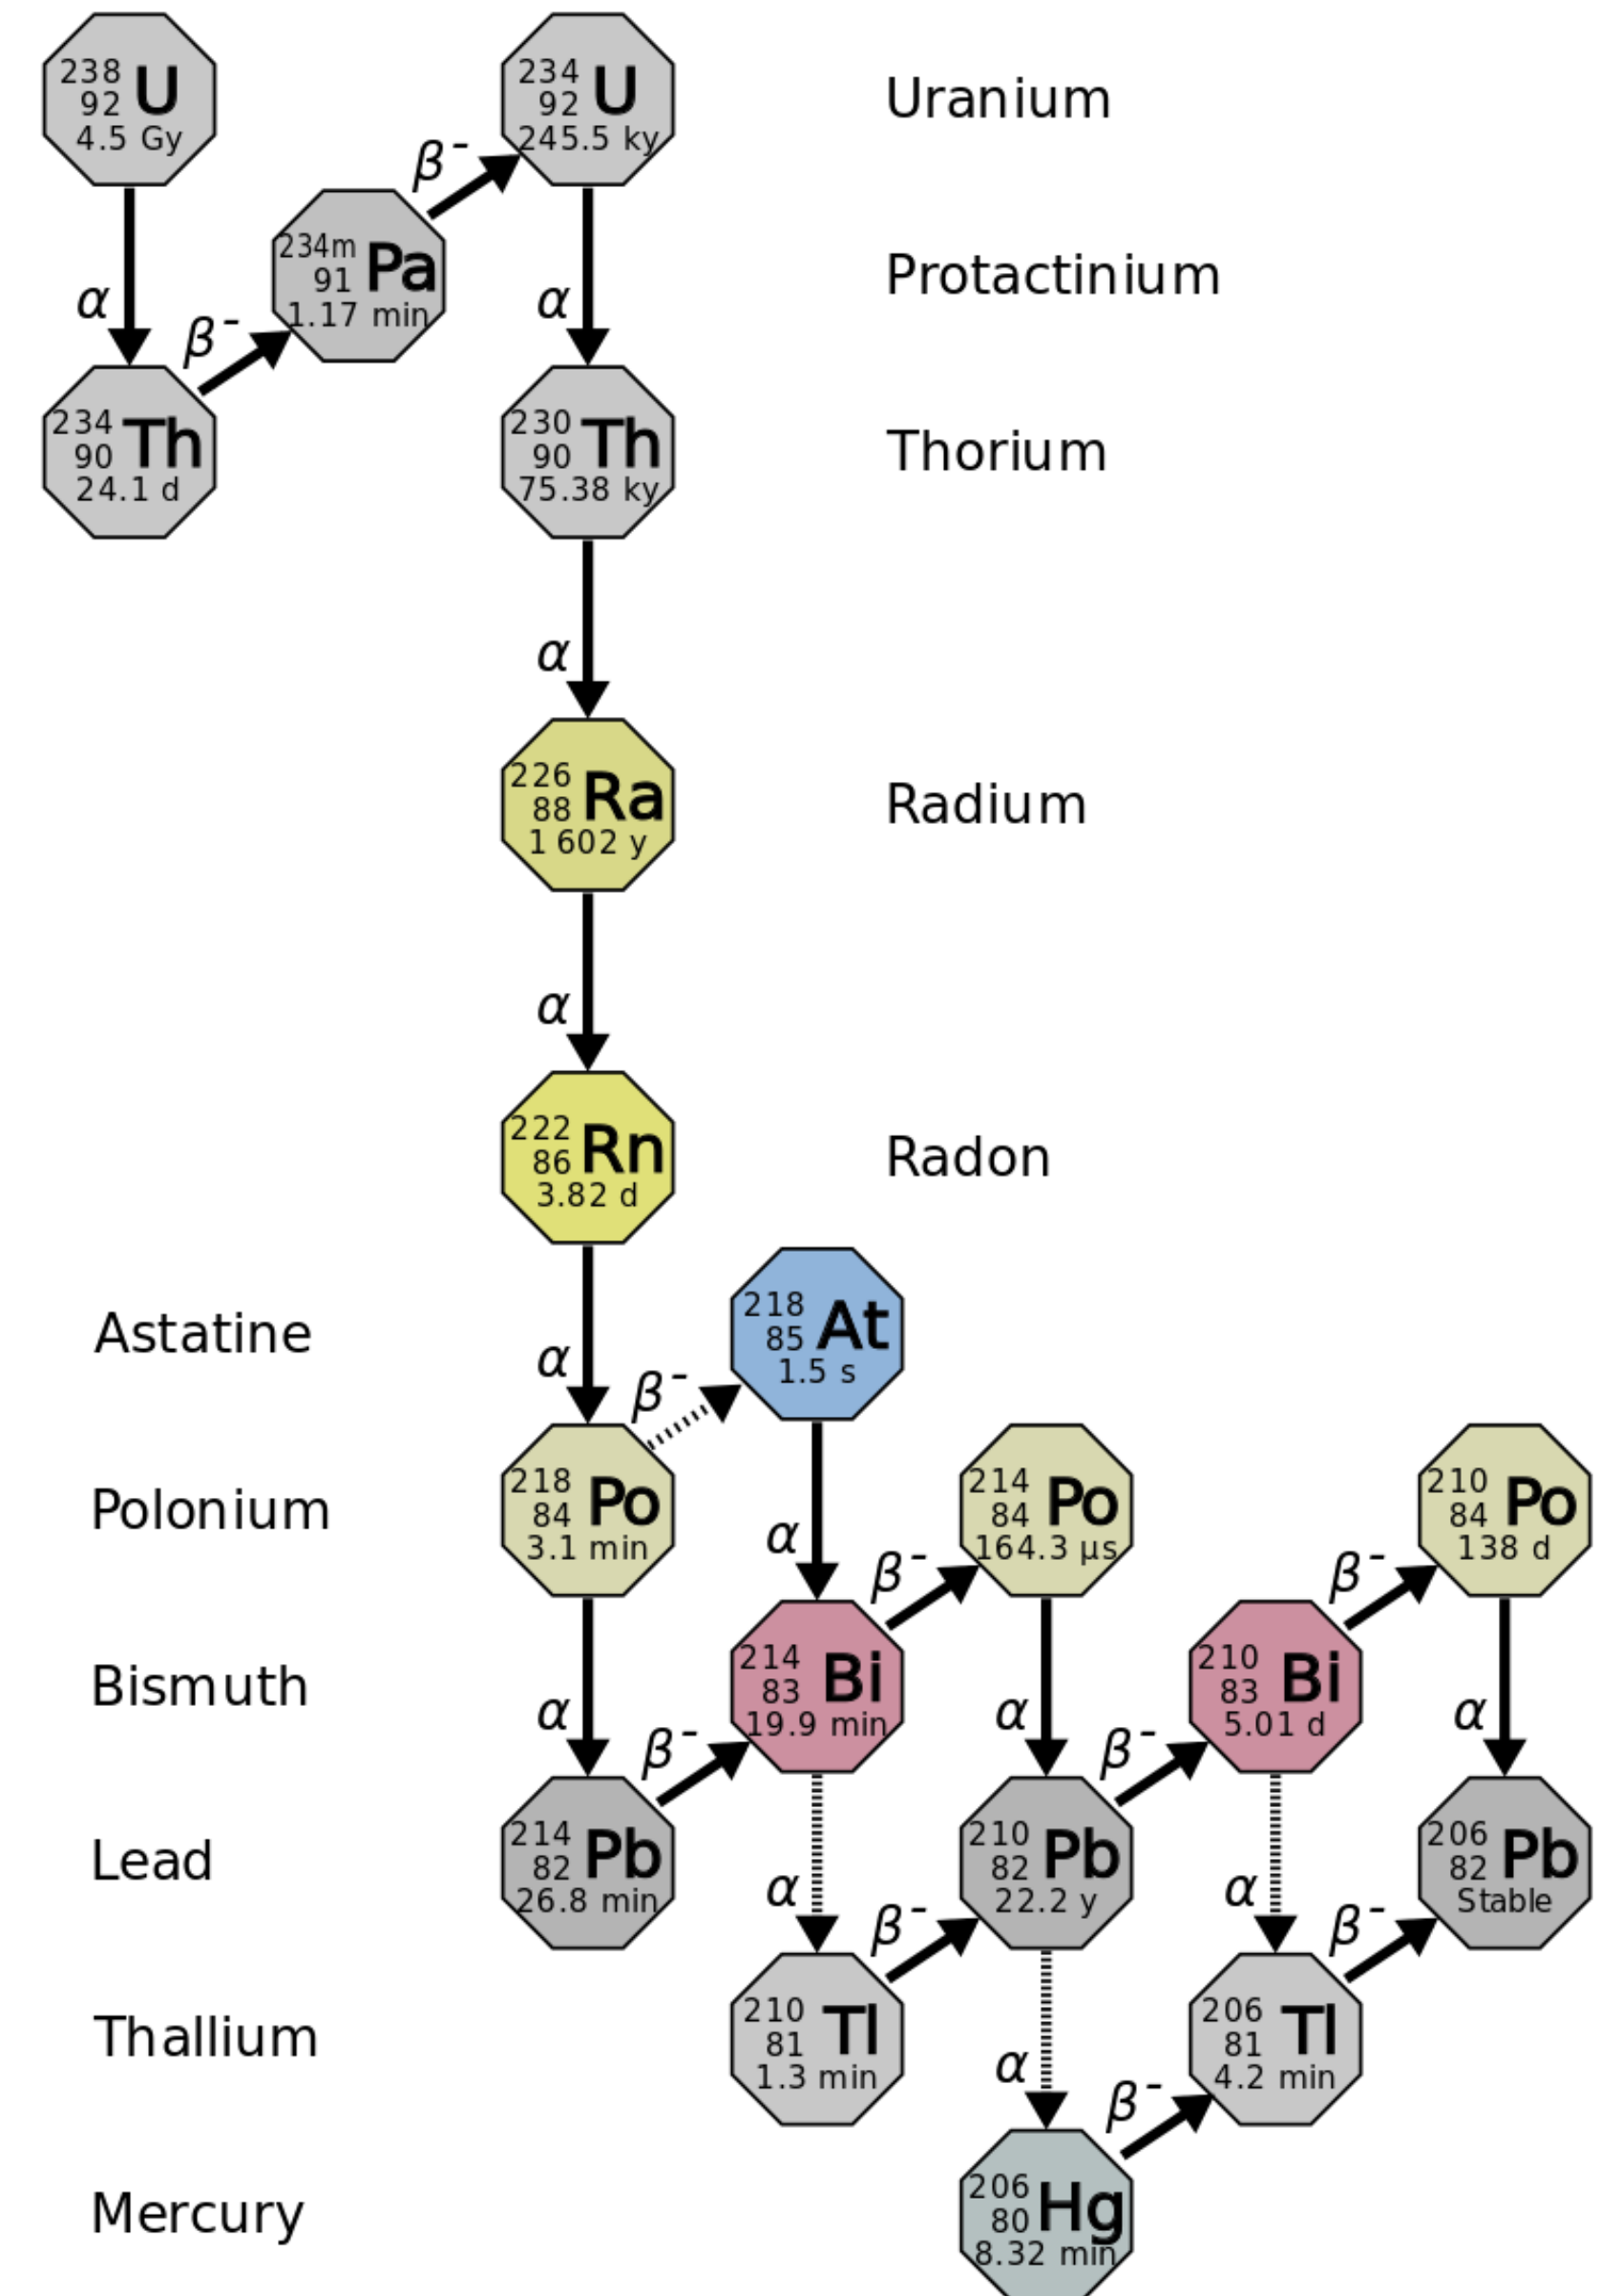 238
92 U
4.5 Gy
234
92 U
245.5 ky
Uranium
β-
234m
91 Pa
1.17 min
Protactinium
α
α
β-
234
90 Th
24.1 d
230
90 Th
75.38 ky
Thorium
α
226
88 Ra
1 602 y
Radium
α
222
86 Rn
3.82 d
Radon
Astatine
218
85 At
1.5 s
α
β-
Polonium
218
84 Po
3.1 min
214
84 Po
164.3 µs
210
84 Po
138 d
α
β-
β-
Bismuth
214
83 Bi
19.9 min
210
83 Bi
5.01 d
α
α
α
β-
β-
Lead
214
82 Pb
26.8 min
210
82 Pb
22.2 y
206
82 Pb
Stable
α
α
β-
β-
Thallium
210
81 Tl
1.3 min
206
81 Tl
4.2 min
α
β-
Mercury
206
80 Hg
8.32 min